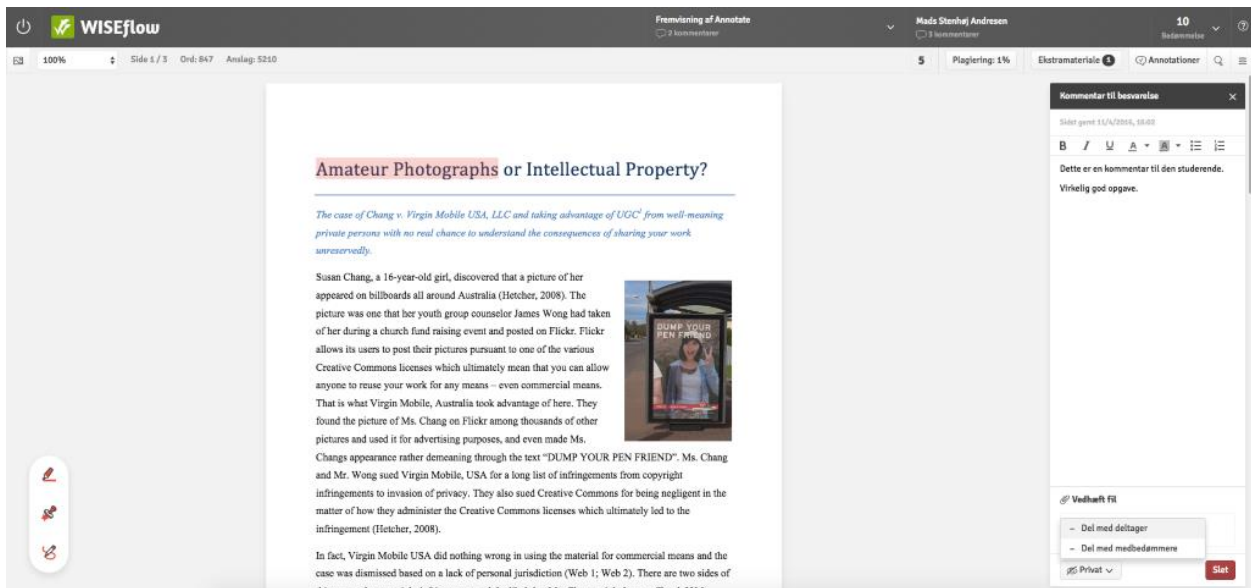 WISEflow
Fremvisning af Annotate
2 kommentarer
Mads Stenhøj Andresen
3 kommentarer
10
Bedømmelse
100%
Side 1 / 3 Ord: 847 Anslag: 5210
5
Plagiering: 1%
Ekstramateriale 1
Annotationer
Amateur Photographs or Intellectual Property?
The case of Chang v. Virgin Mobile USA, LLC and taking advantage of UGC¹ from well-meaning
private persons with no real chance to understand the consequences of sharing your work
unreservedly.
Susan Chang, a 16-year-old girl, discovered that a picture of her
appeared on billboards all around Australia (Hetcher, 2008). The
picture was one that her youth group counselor James Wong had taken
of her during a church fund raising event and posted on Flickr. Flickr
allows its users to post their pictures pursuant to one of the various
Creative Commons licenses which ultimately mean that you can allow
anyone to reuse your work for any means – even commercial means.
That is what Virgin Mobile, Australia took advantage of here. They
found the picture of Ms. Chang on Flickr among thousands of other
pictures and used it for advertising purposes, and even made Ms.
Changs appearance rather demeaning through the text “DUMP YOUR PEN FRIEND”. Ms. Chang
and Mr. Wong sued Virgin Mobile, USA for a long list of infringements from copyright
infringements to invasion of privacy. They also sued Creative Commons for being negligent in the
matter of how they administer the Creative Commons licenses which ultimately led to the
infringement (Hetcher, 2008).
In fact, Virgin Mobile USA did nothing wrong in using the material for commercial means and the
case was dismissed based on a lack of personal jurisdiction (Web 1; Web 2). There are two sides of
DUMP YOUR
PEN FRIEND
Kommentar til besvarelse
Sidst gemt
B I U A A
Dette er en kommentar til den studerende.
Virkelig god opgave.
Vedhæft fil
– Del med deltager
– Del med medbedømmere
Privat
Slet